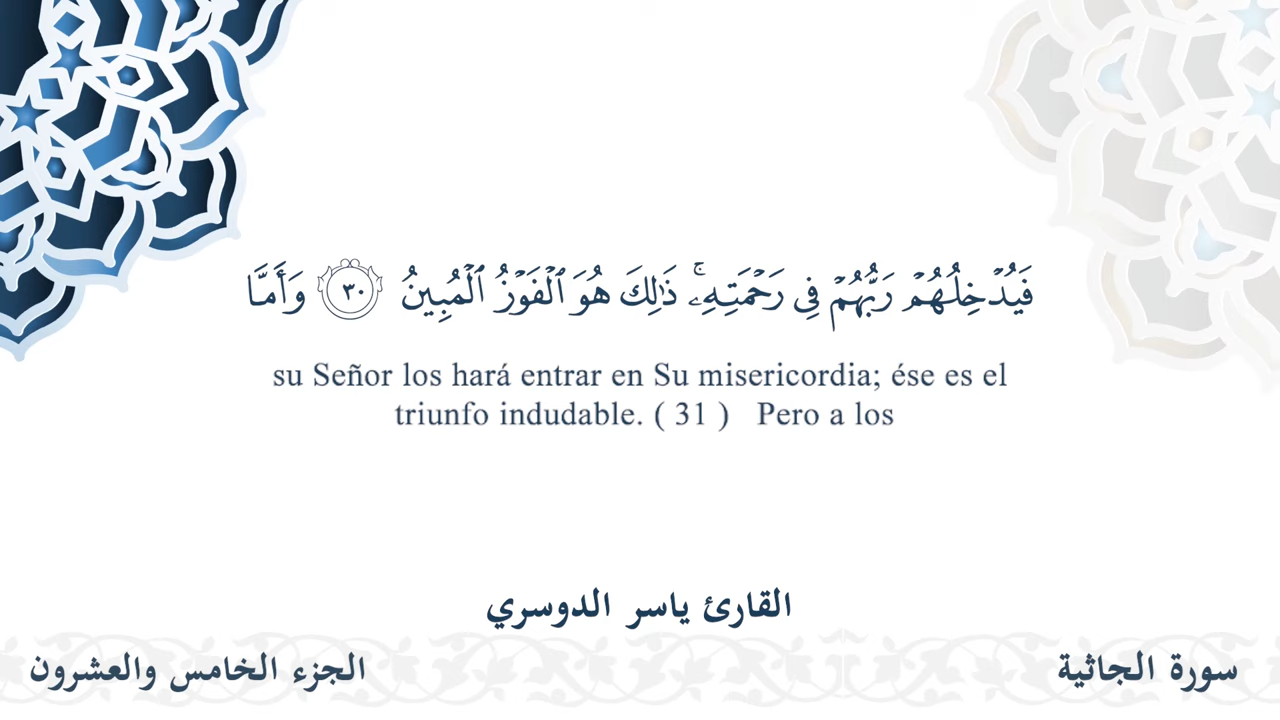 فَيُدۡخِلُهُمۡ رَبُّهُمۡ فِي رَحۡمَتِهِۦۚ ذَٰلِكَ هُوَ ٱلۡفَوۡزُ ٱلۡمُبِينُ ٣٠ وَأَمَّا
su Señor los hará entrar en Su misericordia; ése es el
triunfo indudable. ( 31 ) Pero a los
القارئ ياسر الدوسري
سورة الجاثية
الجزء الخامس والعشرون